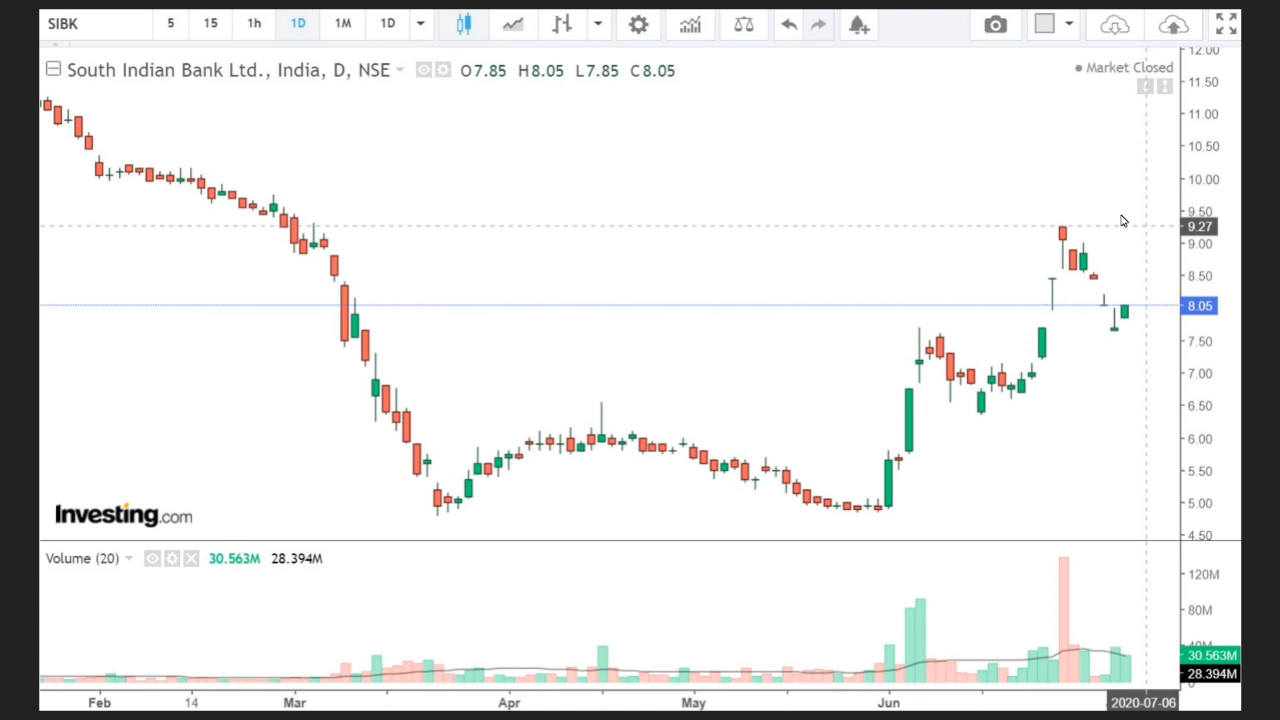 SIBK 5 15 1h 1D 1M 1D
South Indian Bank Ltd., India, D, NSE O7.85 H8.05 L7.85 C8.05
Market Closed
12.00
11.50
11.00
10.50
10.00
9.50
9.27
9.00
8.50
8.05
7.50
7.00
6.50
6.00
5.50
5.00
4.50
Investing.com
Volume (20) 30.563M 28.394M
120M
80M
40M
30.563M
28.394M
0
Feb 14 Mar Apr May Jun 2020-07-06